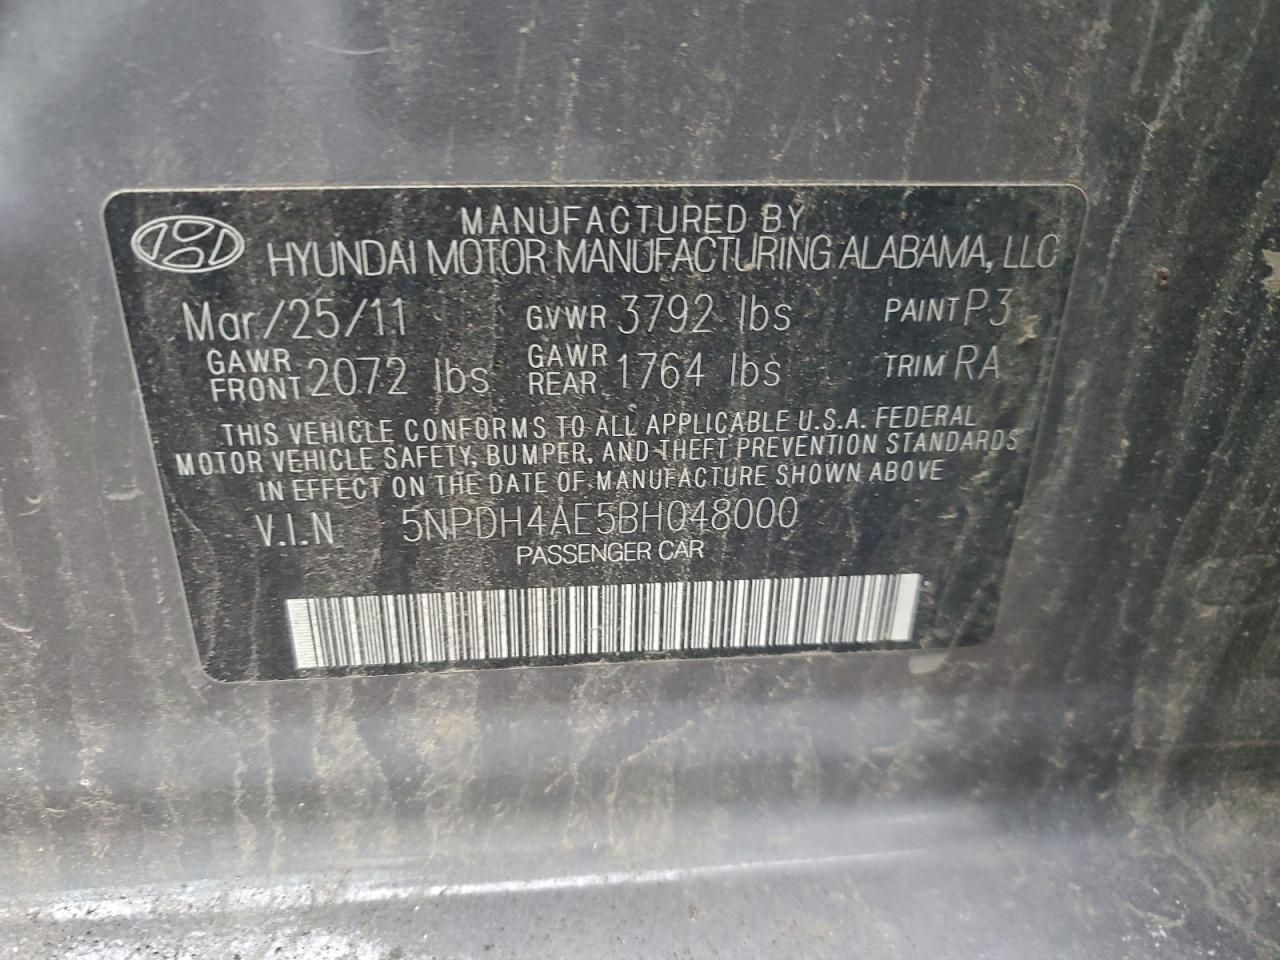 MANUFACTURED BY
HYUNDAI MOTOR MANUFACTURING ALABAMA, LLC
Mar/25/11 GVWR 3792 lbs PAINT P3
GAWR FRONT 2072 lbs GAWR REAR 1764 lbs TRIM RA
THIS VEHICLE CONFORMS TO ALL APPLICABLE U.S.A. FEDERAL
MOTOR VEHICLE SAFETY, BUMPER, AND THEFT PREVENTION STANDARDS
IN EFFECT ON THE DATE OF MANUFACTURE SHOWN ABOVE
V.I.N 5NPDH4AE5BH048000
PASSENGER CAR